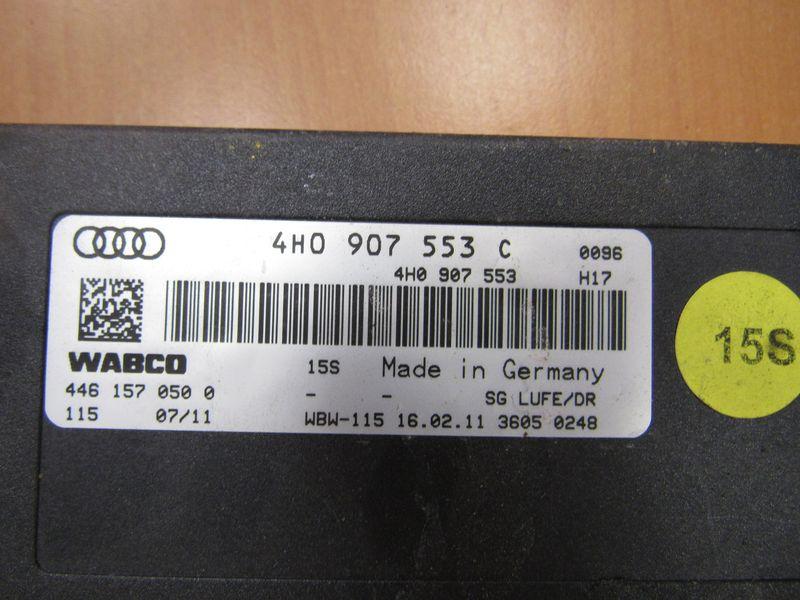 4H0 907 553 C 0096
4H0 907 553 H17
WABCO 15S Made in Germany
446 157 050 0 - - SG LUFE/DR
115 07/11 WBW-115 16.02.11 3605 0248
15S